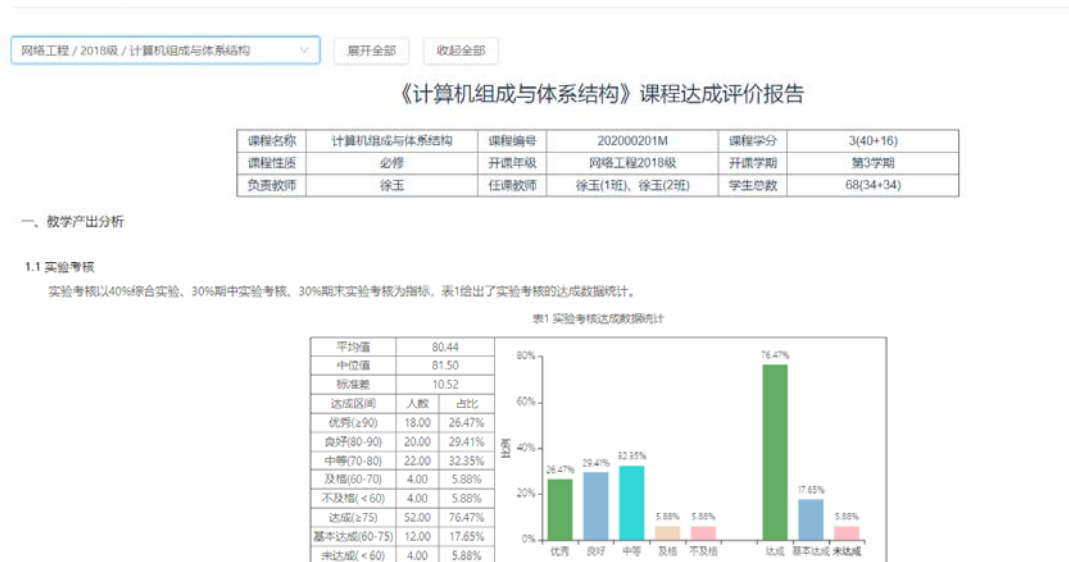 网络工程 / 2018级 / 计算机组成与体系结构 展开全部 收起全部
《计算机组成与体系结构》课程达成评价报告
课程名称 计算机组成与体系结构 课程编号 202000201M 课程学分 3(40+16)
课程性质 必修 开课年级 网络工程2018级 开课学期 第3学期
负责教师 徐玉 任课教师 徐玉(1班)、徐玉(2班) 学生总数 68(34+34)
一、教学产出分析
1.1 实验考核
实验考核以40%综合实验、30%期中实验考核、30%期末实验考核为指标，表1给出了实验考核的达成数据统计。
表1 实验考核达成数据统计
平均值 80.44
中位值 81.50
标准差 10.52
达成区间 人数 占比
优秀(≥90) 18.00 26.47%
良好(80-90) 20.00 29.41%
中等(70-80) 22.00 32.35%
及格(60-70) 4.00 5.88%
不及格(＜60) 4.00 5.88%
达成(≥75) 52.00 76.47%
基本达成(60-75) 12.00 17.65%
未达成(＜60) 4.00 5.88%
比例
80%
60%
40%
20%
0%
26.47% 29.41% 32.35% 5.88% 5.88% 76.47% 17.65% 5.88%
优秀 良好 中等 及格 不及格 达成 基本达成 未达成